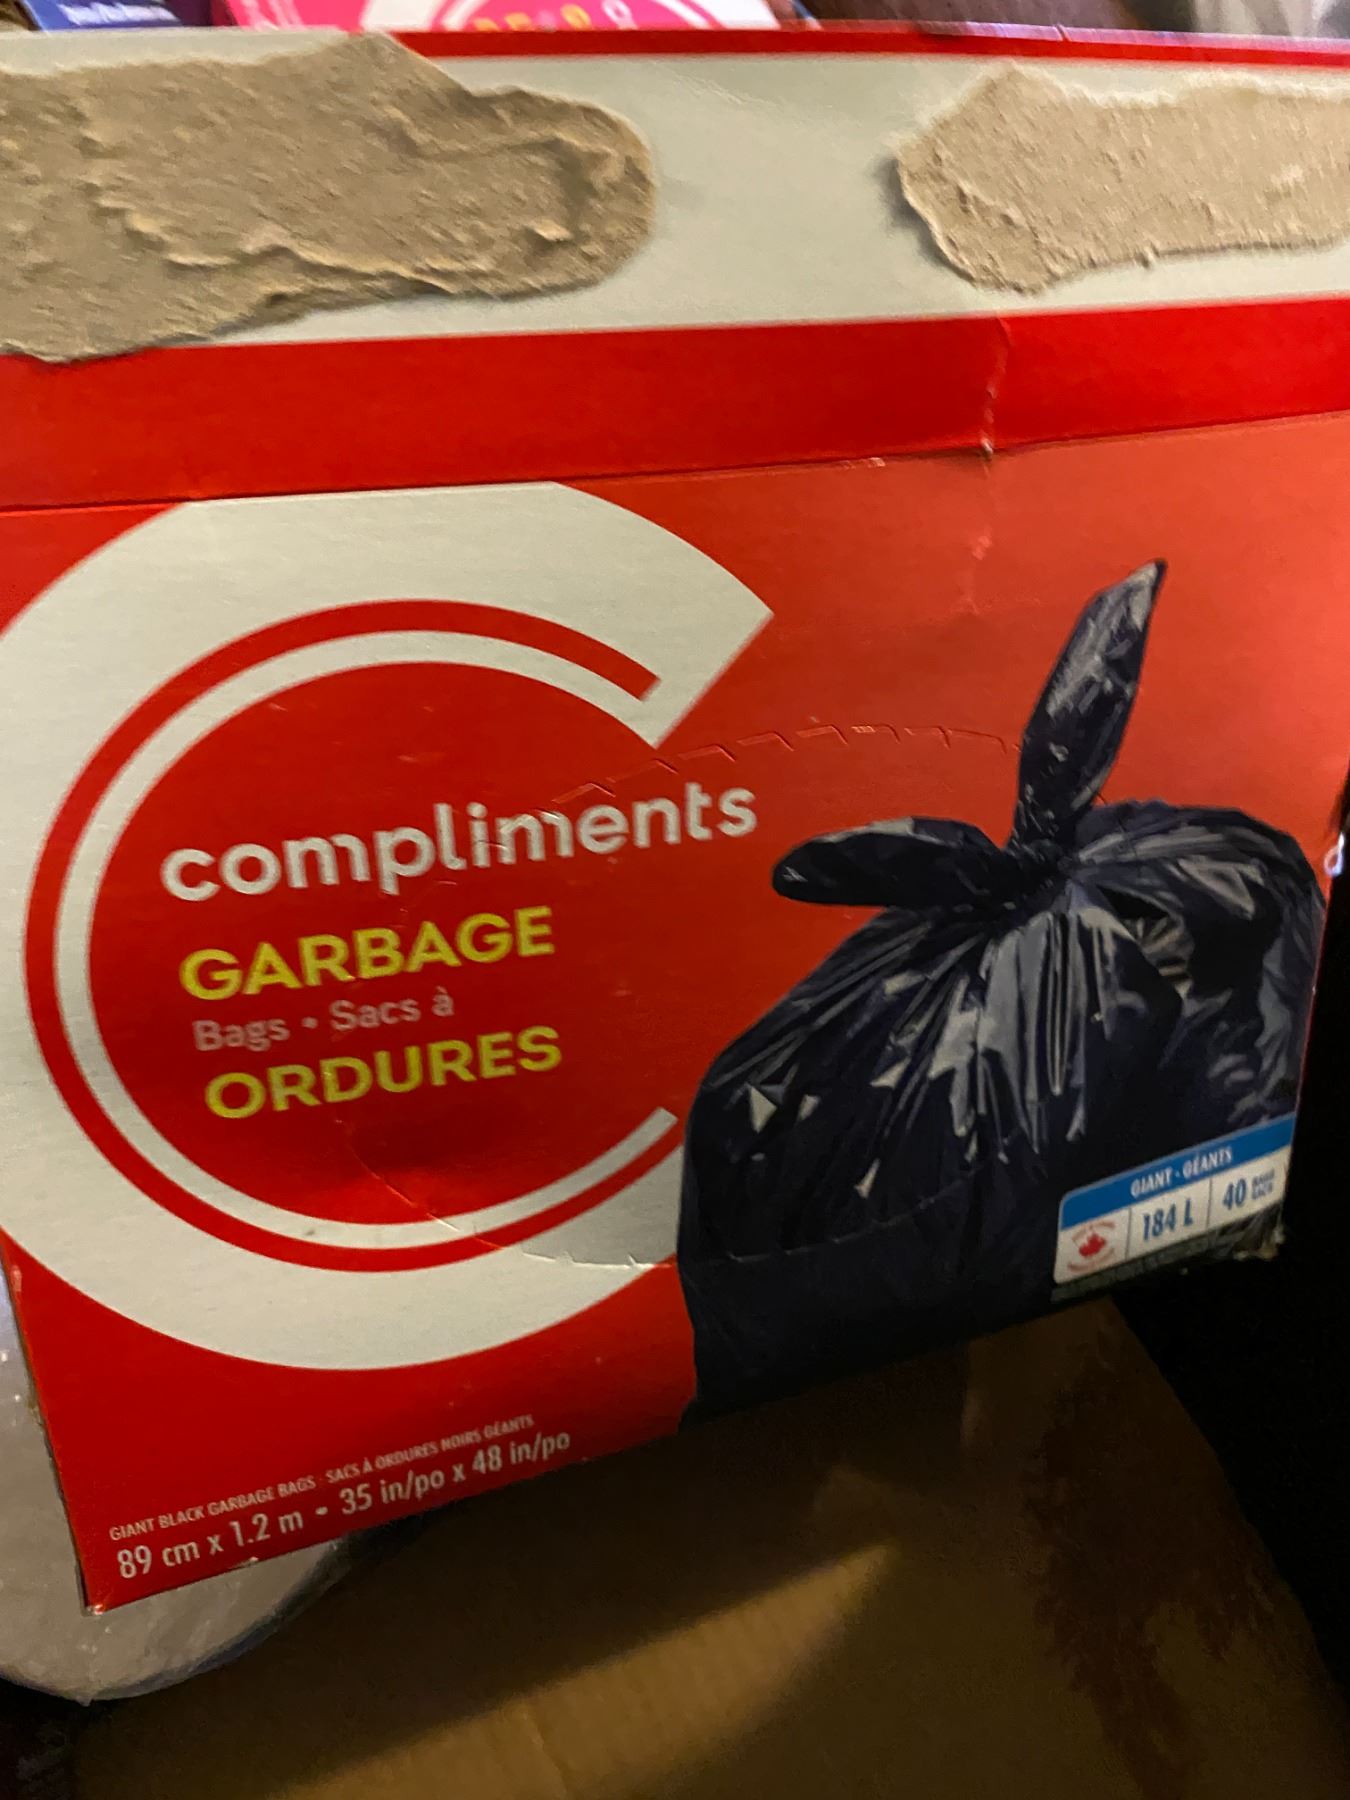 compliments
GARBAGE
Bags • Sacs à
ORDURES
GIANT - GÉANTS
184 L
40
GIANT BLACK GARBAGE BAGS · SACS À ORDURES NOIRS GÉANTS
89 cm x 1.2 m • 35 in/po x 48 in/po